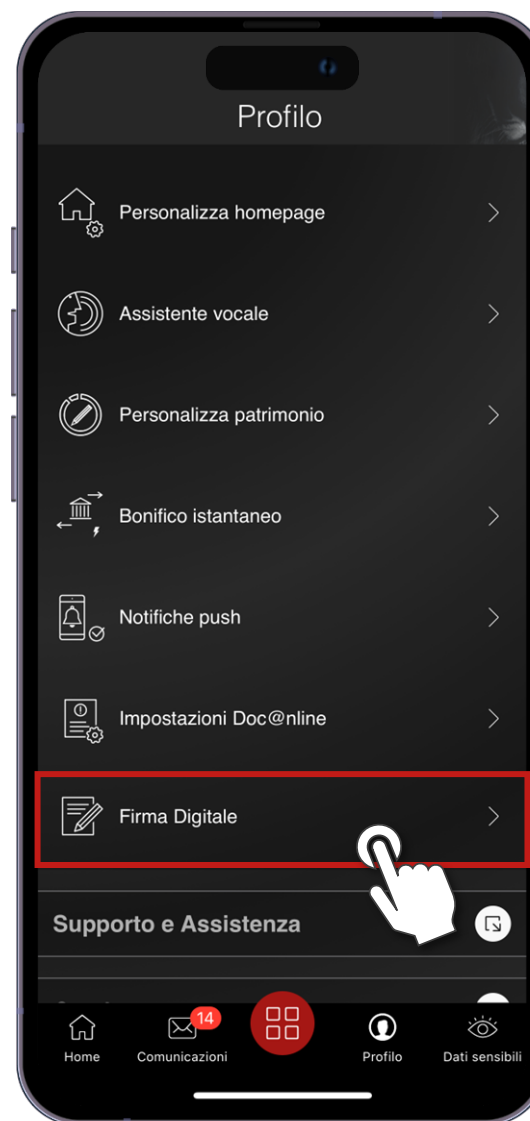 Profilo
Personalizza homepage
Assistente vocale
Personalizza patrimonio
Bonifico istantaneo
Notifiche push
Impostazioni Doc@nline
Firma Digitale
Supporto e Assistenza
14
Home
Comunicazioni
Profilo
Dati sensibili